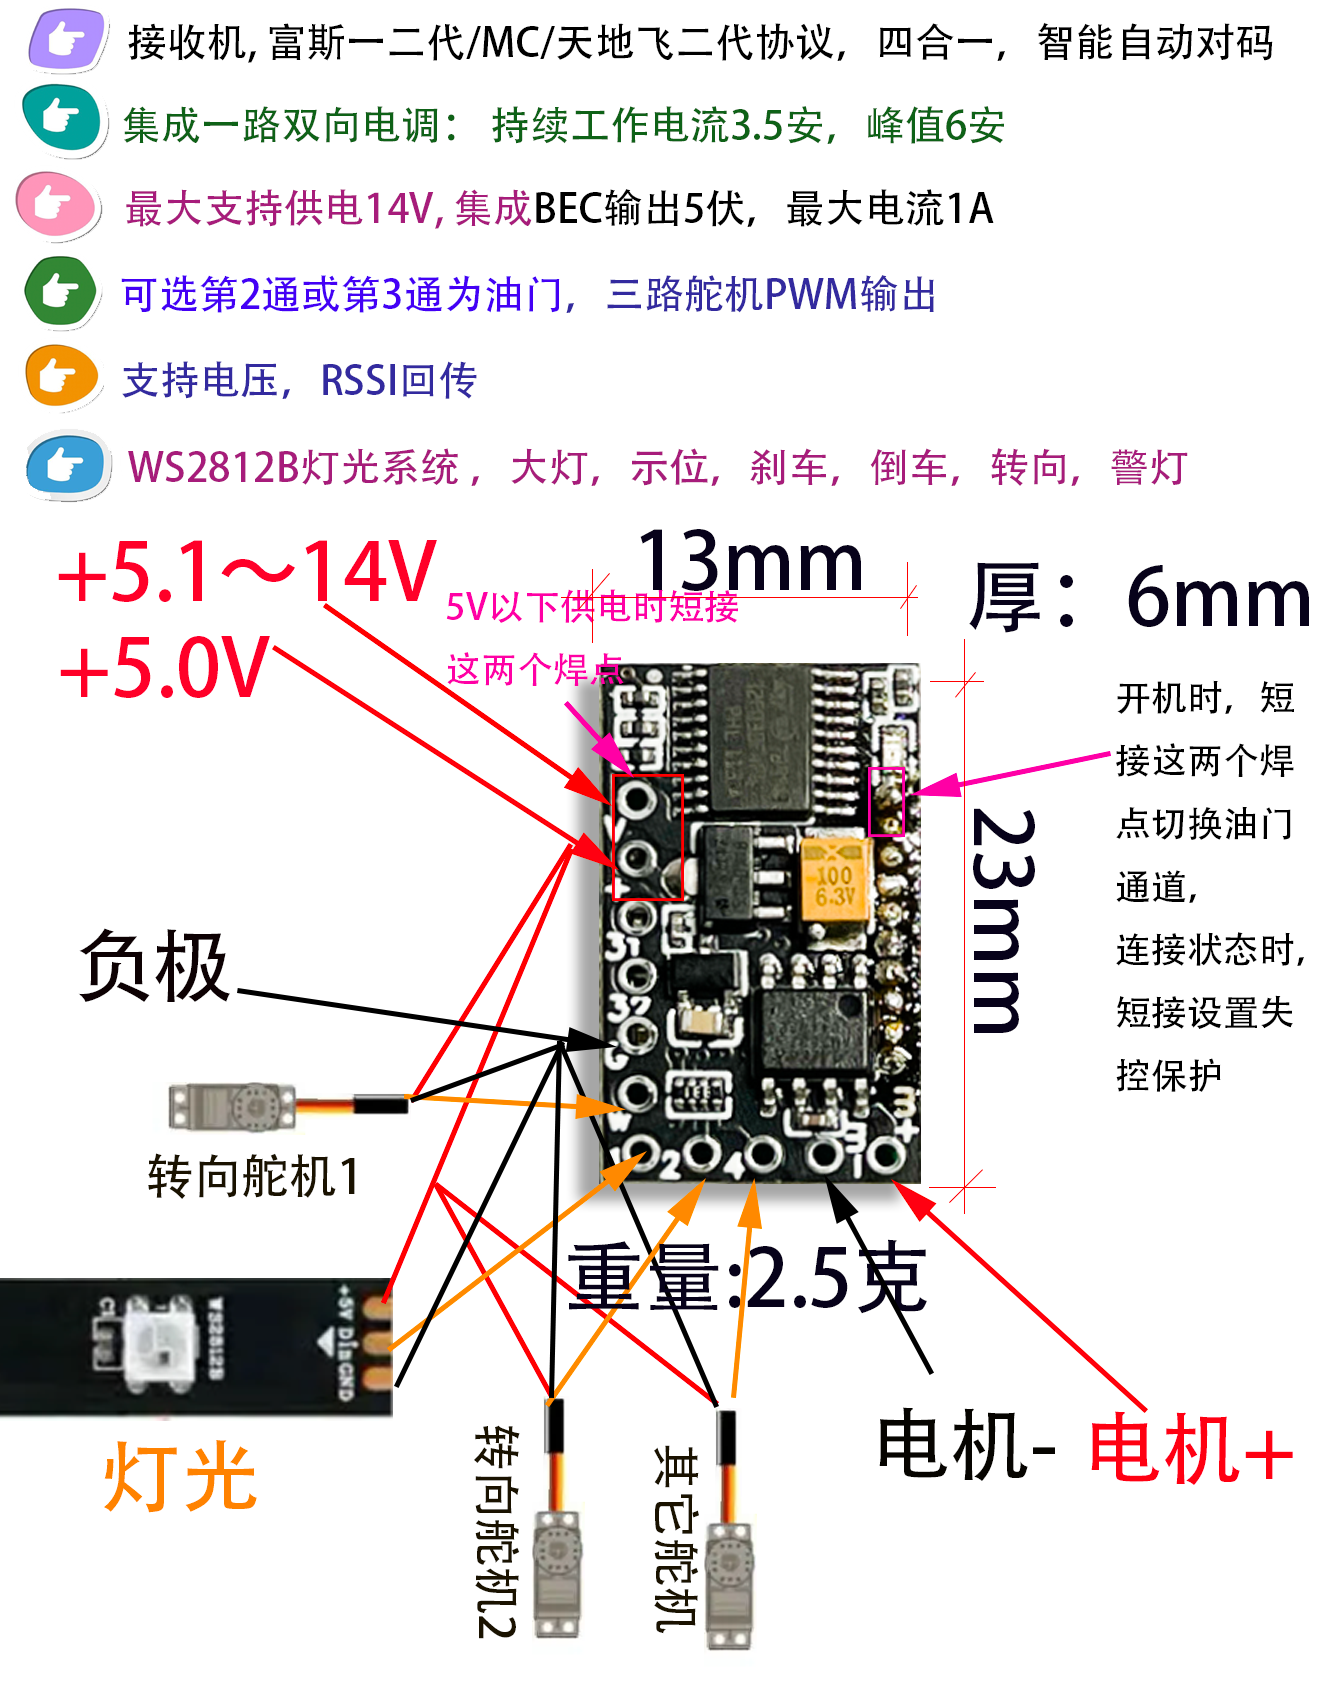 接收机, 富斯一二代/MC/天地飞二代协议，四合一，智能自动对码
集成一路双向电调：持续工作电流3.5安，峰值6安
最大支持供电14V, 集成BEC输出5伏，最大电流1A
可选第2通或第3通为油门，三路舵机PWM输出
支持电压，RSSI回传
WS2812B灯光系统，大灯，示位，刹车，倒车，转向，警灯
+5.1～14V
+5.0V
5V以下供电时短接
这两个焊点
13mm
厚：6mm
开机时，短
接这两个焊
点切换油门
通道，
连接状态时,
短接设置失
控保护
23mm
100
6.3V
负极
V
31
37
G
W
1
2
4
M-
M+
转向舵机1
重量:2.5克
WS2812B
+5V
Din
GND
灯光
转向舵机2
其它舵机
电机-
电机+